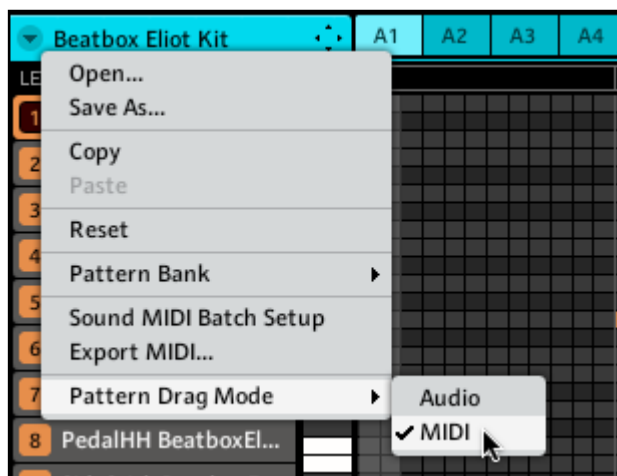 Beatbox Eliot Kit
A1 A2 A3 A4
LE
Open...
Save As...
1
Copy
2
Paste
3
Reset
4
Pattern Bank
5
Sound MIDI Batch Setup
6
Export MIDI...
7
Pattern Drag Mode
Audio
8 PedalHH BeatboxEl...
✓ MIDI